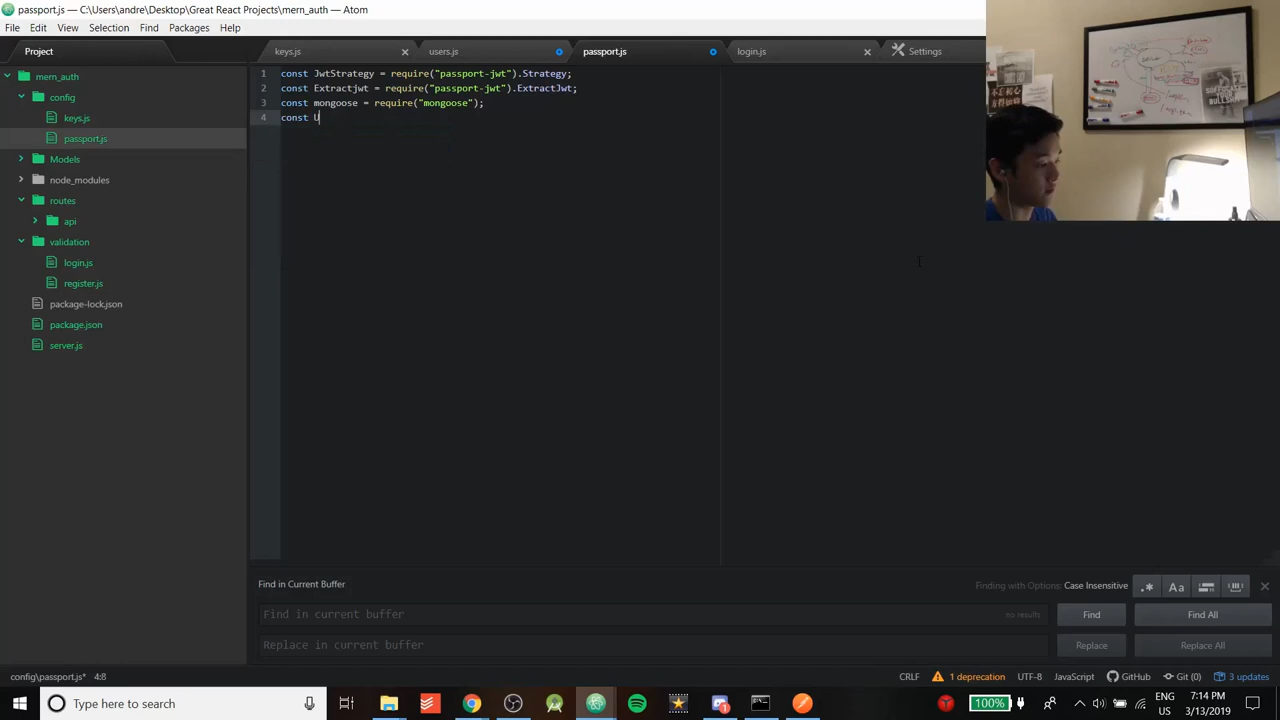 passport.js — C:\Users\andre\Desktop\Great React Projects\mern_auth — Atom
File Edit View Selection Find Packages Help
Project
keys.js
users.js
passport.js
login.js
Settings
mern_auth
config
keys.js
passport.js
Models
node_modules
routes
api
validation
login.js
register.js
package-lock.json
package.json
server.js
1 const JwtStrategy = require("passport-jwt").Strategy;
2 const Extractjwt = require("passport-jwt").ExtractJwt;
3 const mongoose = require("mongoose");
4 const U
SUFFOCATE YOUR BULLSHIT
Find in Current Buffer
Finding with Options: Case Insensitive
.* Aa
Find in current buffer
no results
Find
Find All
Replace in current buffer
Replace
Replace All
config\passport.js* 4:8
CRLF
1 deprecation
UTF-8
JavaScript
GitHub
Git (0)
3 updates
Type here to search
100%
ENG
US
7:14 PM
3/13/2019